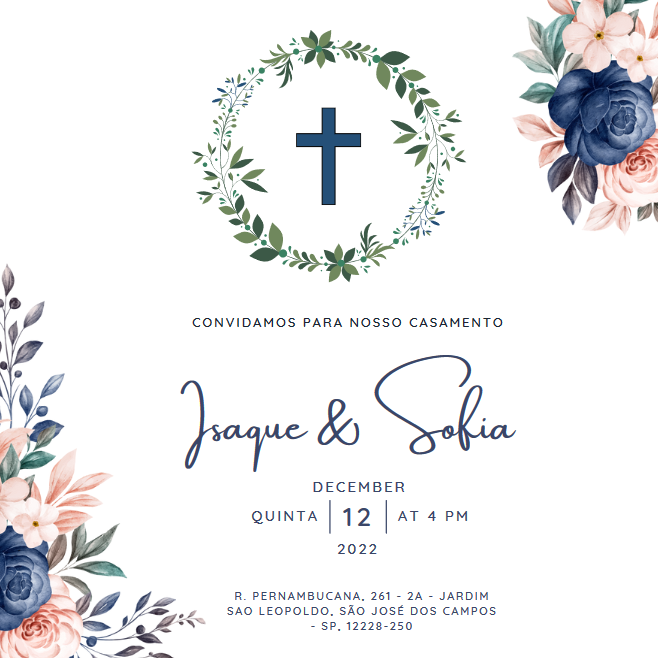 CONVIDAMOS PARA NOSSO CASAMENTO
Isaque & Sofia
DECEMBER
QUINTA | 12 | AT 4 PM
2022
R. PERNAMBUCANA, 261 - 2A - JARDIM
SAO LEOPOLDO, SÃO JOSÉ DOS CAMPOS
- SP, 12228-250